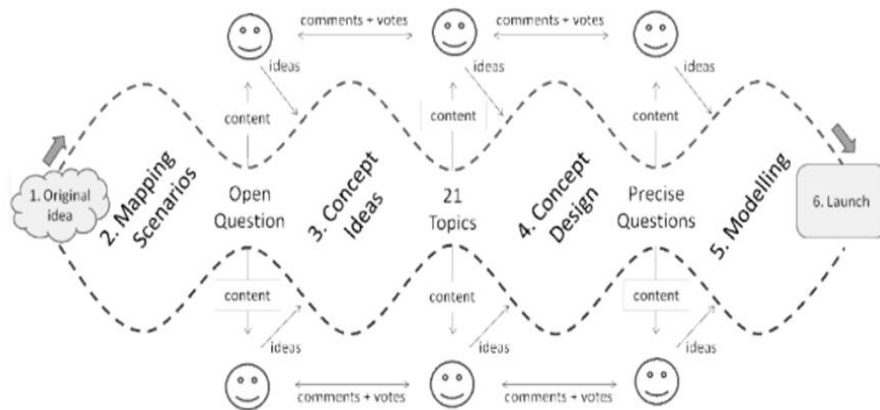 comments + votes
comments + votes
ideas
ideas
ideas
content
content
content
1. Original
idea
2. Mapping
Scenarios
Open
Question
3. Concept
Ideas
21
Topics
4. Concept
Design
Precise
Questions
5. Modelling
6. Launch
content
content
content
ideas
ideas
ideas
comments + votes
comments + votes